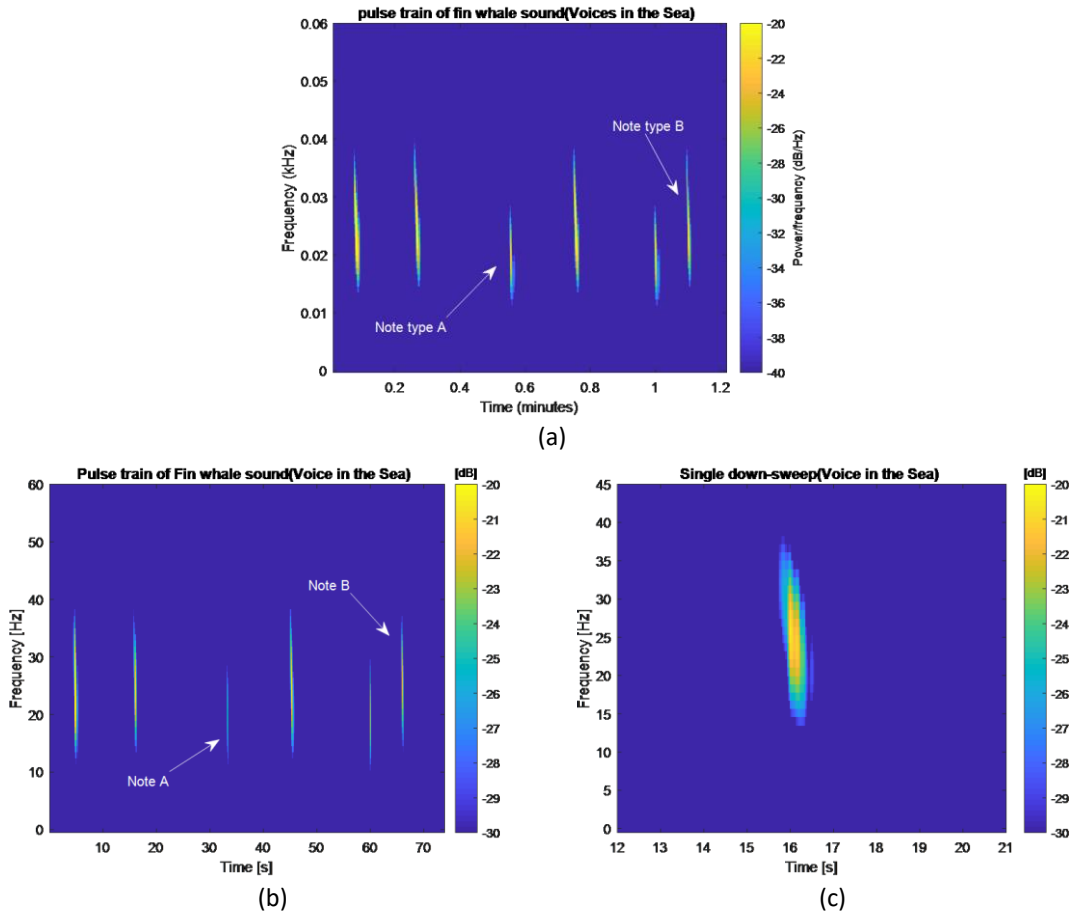 pulse train of fin whale sound(Voices in the Sea)
0.06
0.05
0.04
0.03
0.02
0.01
0
Frequency (kHz)
Note type B
Note type A
0.2 0.4 0.6 0.8 1 1.2
Time (minutes)
-20
-22
-24
-26
-28
-30
-32
-34
-36
-38
-40
Power/frequency (dB/Hz)
(a)
Pulse train of Fin whale sound(Voice in the Sea)
[dB]
60
50
40
30
20
10
0
Frequency [Hz]
Note B
Note A
10 20 30 40 50 60 70
Time [s]
-20
-21
-22
-23
-24
-25
-26
-27
-28
-29
-30
(b)
Single down-sweep(Voice in the Sea)
[dB]
45
40
35
30
25
20
15
10
5
0
Frequency [Hz]
12 13 14 15 16 17 18 19 20 21
Time [s]
-20
-21
-22
-23
-24
-25
-26
-27
-28
-29
-30
(c)